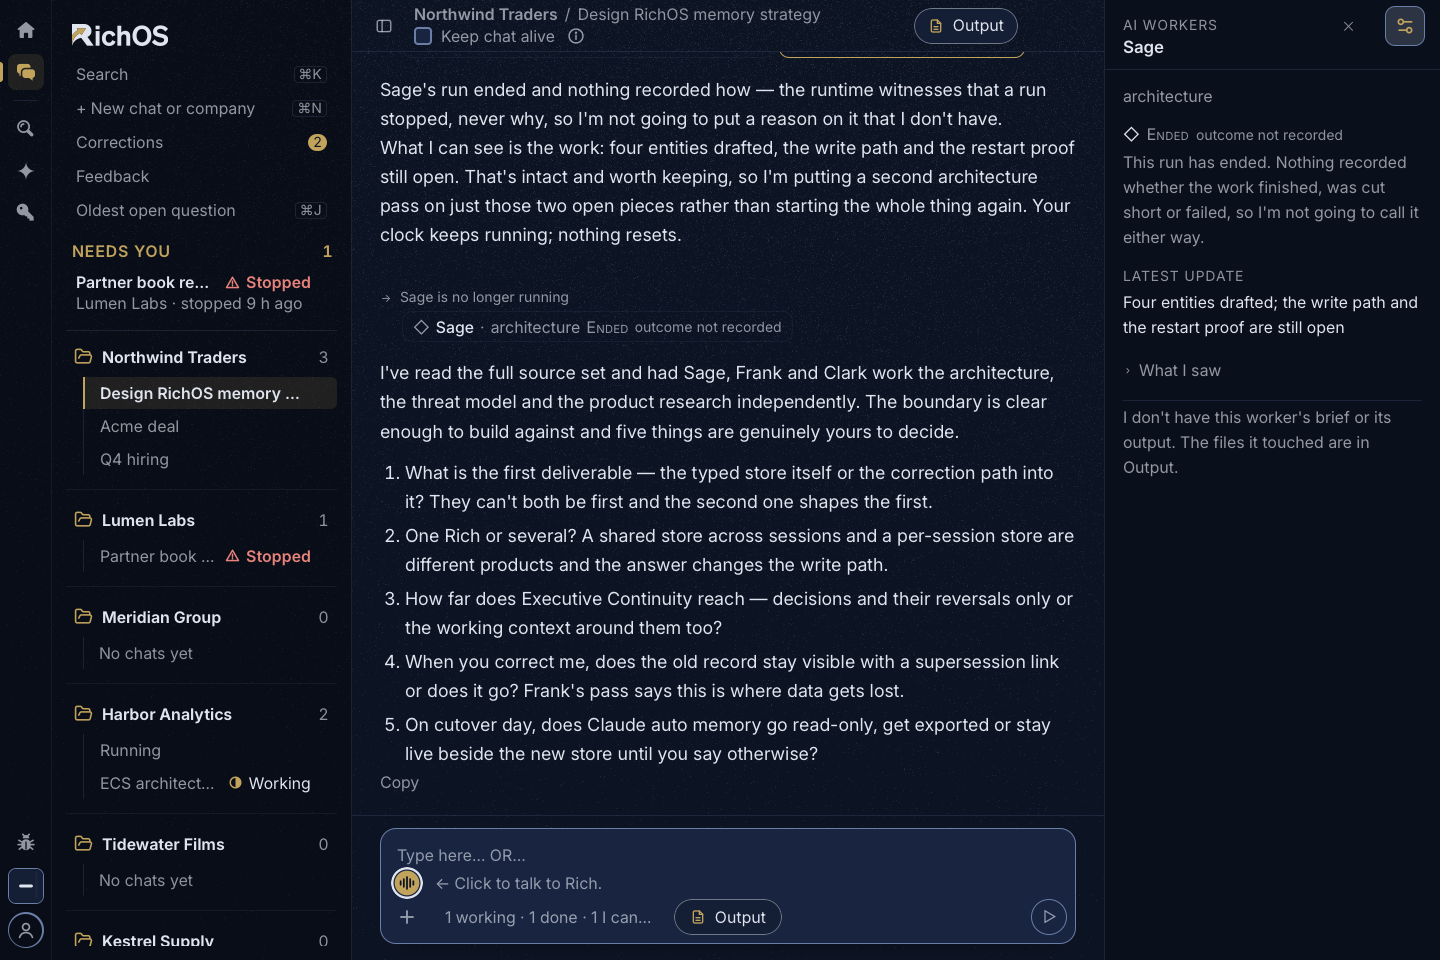 RichOS
Search ⌘K
+ New chat or company ⌘N
Corrections 2
Feedback
Oldest open question ⌘J
NEEDS YOU 1
Partner book re... Stopped
Lumen Labs · stopped 9 h ago
Northwind Traders 3
Design RichOS memory ...
Acme deal
Q4 hiring
Lumen Labs 1
Partner book ... Stopped
Meridian Group 0
No chats yet
Harbor Analytics 2
Running
ECS architect... Working
Tidewater Films 0
No chats yet
Kestrel Supply 0
Northwind Traders / Design RichOS memory strategy
Keep chat alive
Output
Sage's run ended and nothing recorded how — the runtime witnesses that a run
stopped, never why, so I'm not going to put a reason on it that I don't have.
What I can see is the work: four entities drafted, the write path and the restart proof
still open. That's intact and worth keeping, so I'm putting a second architecture
pass on just those two open pieces rather than starting the whole thing again. Your
clock keeps running; nothing resets.
→ Sage is no longer running
Sage · architecture ENDED outcome not recorded
I've read the full source set and had Sage, Frank and Clark work the architecture,
the threat model and the product research independently. The boundary is clear
enough to build against and five things are genuinely yours to decide.
1. What is the first deliverable — the typed store itself or the correction path into
it? They can't both be first and the second one shapes the first.
2. One Rich or several? A shared store across sessions and a per-session store are
different products and the answer changes the write path.
3. How far does Executive Continuity reach — decisions and their reversals only or
the working context around them too?
4. When you correct me, does the old record stay visible with a supersession link
or does it go? Frank's pass says this is where data gets lost.
5. On cutover day, does Claude auto memory go read-only, get exported or stay
live beside the new store until you say otherwise?
Copy
Type here... OR...
← Click to talk to Rich.
+ 1 working · 1 done · 1 I can... Output
AI WORKERS
Sage
architecture
ENDED outcome not recorded
This run has ended. Nothing recorded
whether the work finished, was cut
short or failed, so I'm not going to call it
either way.
LATEST UPDATE
Four entities drafted; the write path and
the restart proof are still open
› What I saw
I don't have this worker's brief or its
output. The files it touched are in
Output.